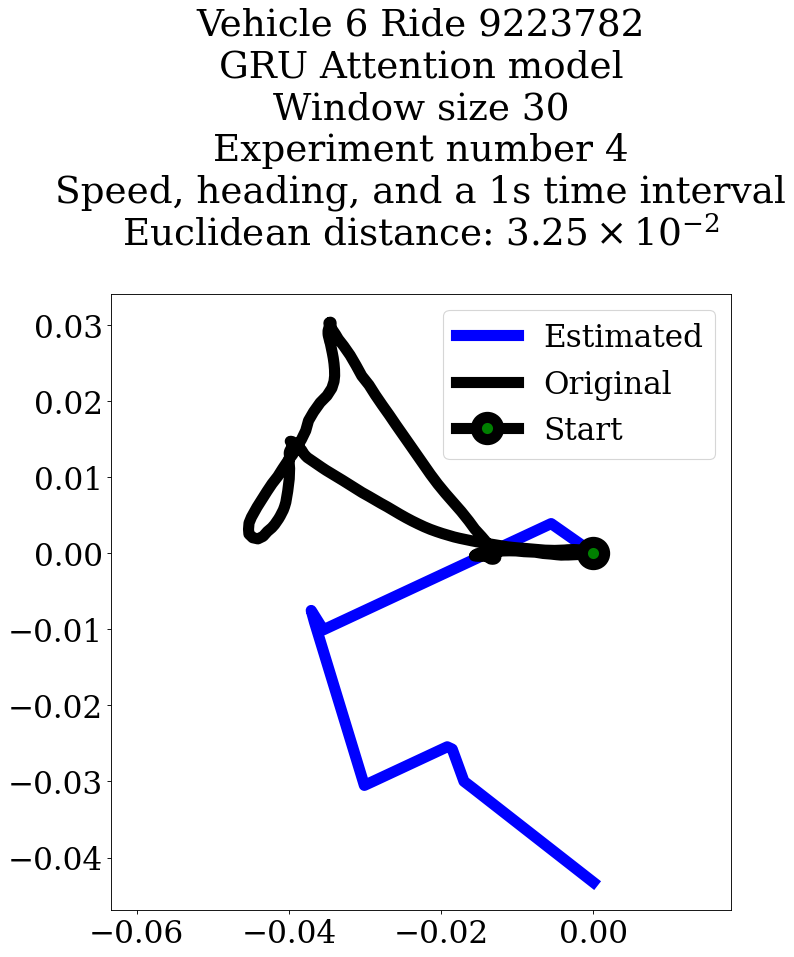 Vehicle 6 Ride 9223782
GRU Attention model
Window size 30
Experiment number 4
Speed, heading, and a 1s time interval
Euclidean distance: 3.25 × 10⁻²
Estimated
Original
Start
0.03
0.02
0.01
0.00
−0.01
−0.02
−0.03
−0.04
−0.06 −0.04 −0.02 0.00